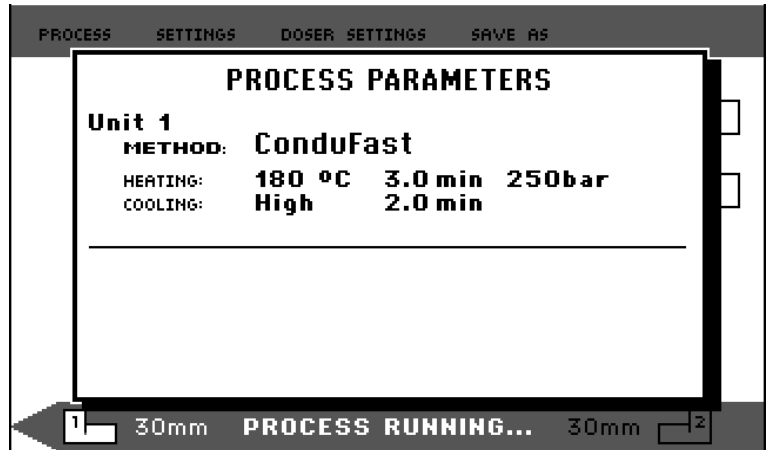 PROCESS SETTINGS DOSER SETTINGS SAVE AS
PROCESS PARAMETERS
Unit 1
METHOD: ConduFast
HEATING: 180 ºC 3.0 min 250bar
COOLING: High 2.0 min
1 30mm PROCESS RUNNING... 30mm 2